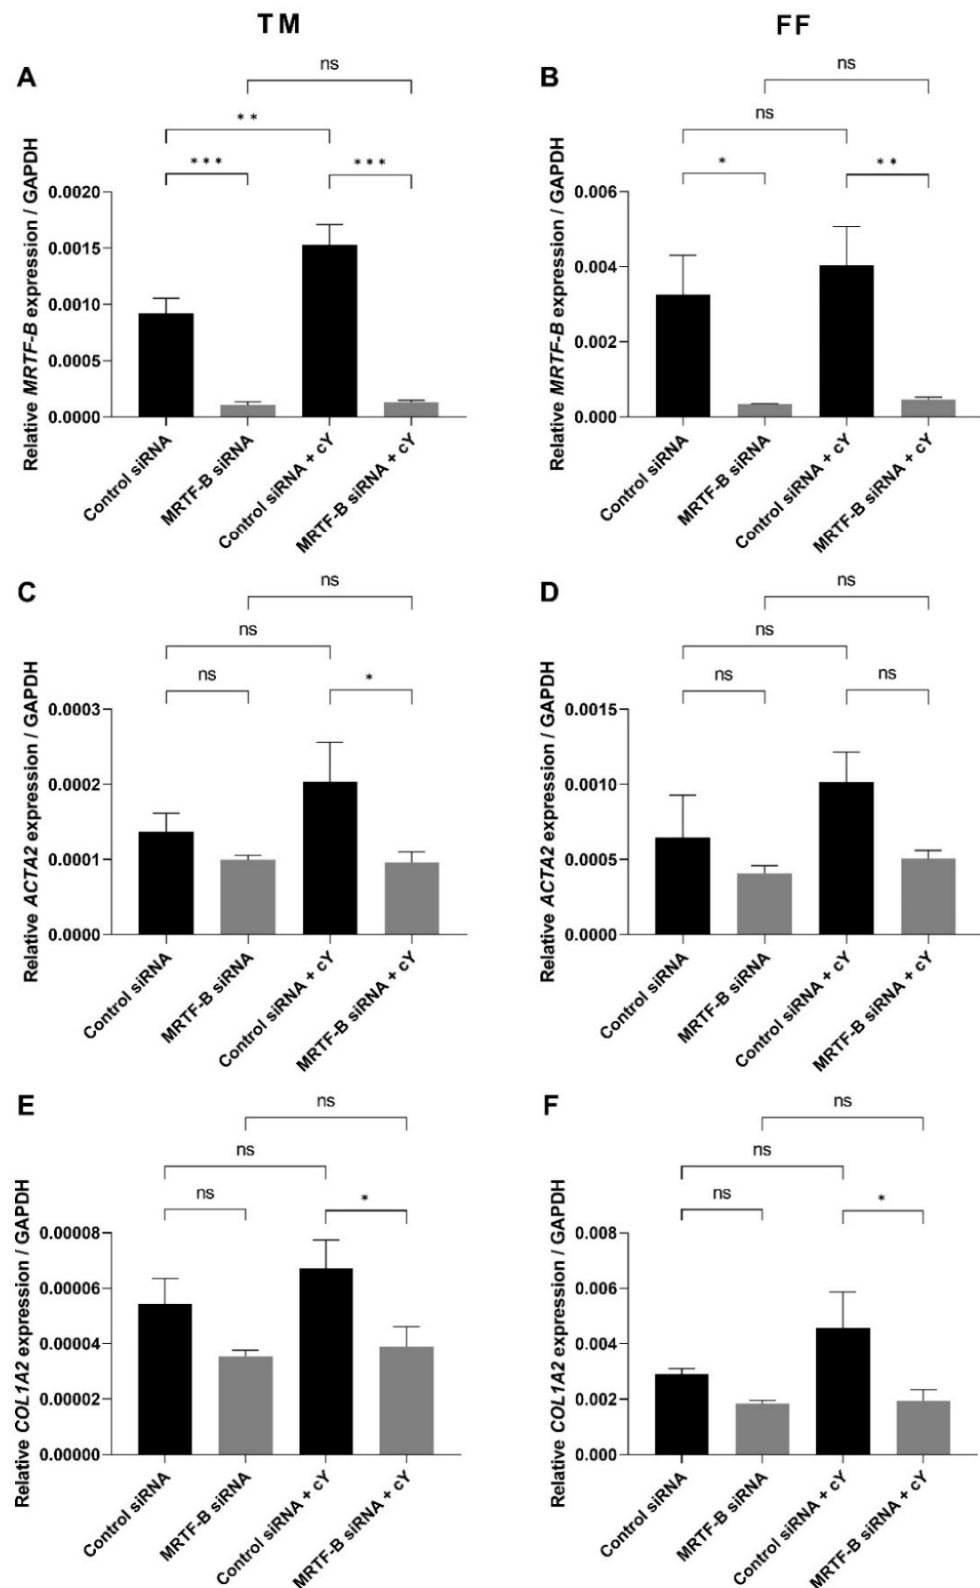 TM
FF
A
ns
**
***
***
Relative MRTF-B expression / GAPDH
0.0020
0.0015
0.0010
0.0005
0.0000
Control siRNA
MRTF-B siRNA
Control siRNA + cY
MRTF-B siRNA + cY
B
ns
ns
*
**
Relative MRTF-B expression / GAPDH
0.006
0.004
0.002
0.000
Control siRNA
MRTF-B siRNA
Control siRNA + cY
MRTF-B siRNA + cY
C
ns
ns
ns
*
Relative ACTA2 expression / GAPDH
0.0003
0.0002
0.0001
0.0000
Control siRNA
MRTF-B siRNA
Control siRNA + cY
MRTF-B siRNA + cY
D
ns
ns
ns
ns
Relative ACTA2 expression / GAPDH
0.0015
0.0010
0.0005
0.0000
Control siRNA
MRTF-B siRNA
Control siRNA + cY
MRTF-B siRNA + cY
E
ns
ns
ns
*
Relative COL1A2 expression / GAPDH
0.00008
0.00006
0.00004
0.00002
0.00000
Control siRNA
MRTF-B siRNA
Control siRNA + cY
MRTF-B siRNA + cY
F
ns
ns
ns
*
Relative COL1A2 expression / GAPDH
0.008
0.006
0.004
0.002
0.000
Control siRNA
MRTF-B siRNA
Control siRNA + cY
MRTF-B siRNA + cY